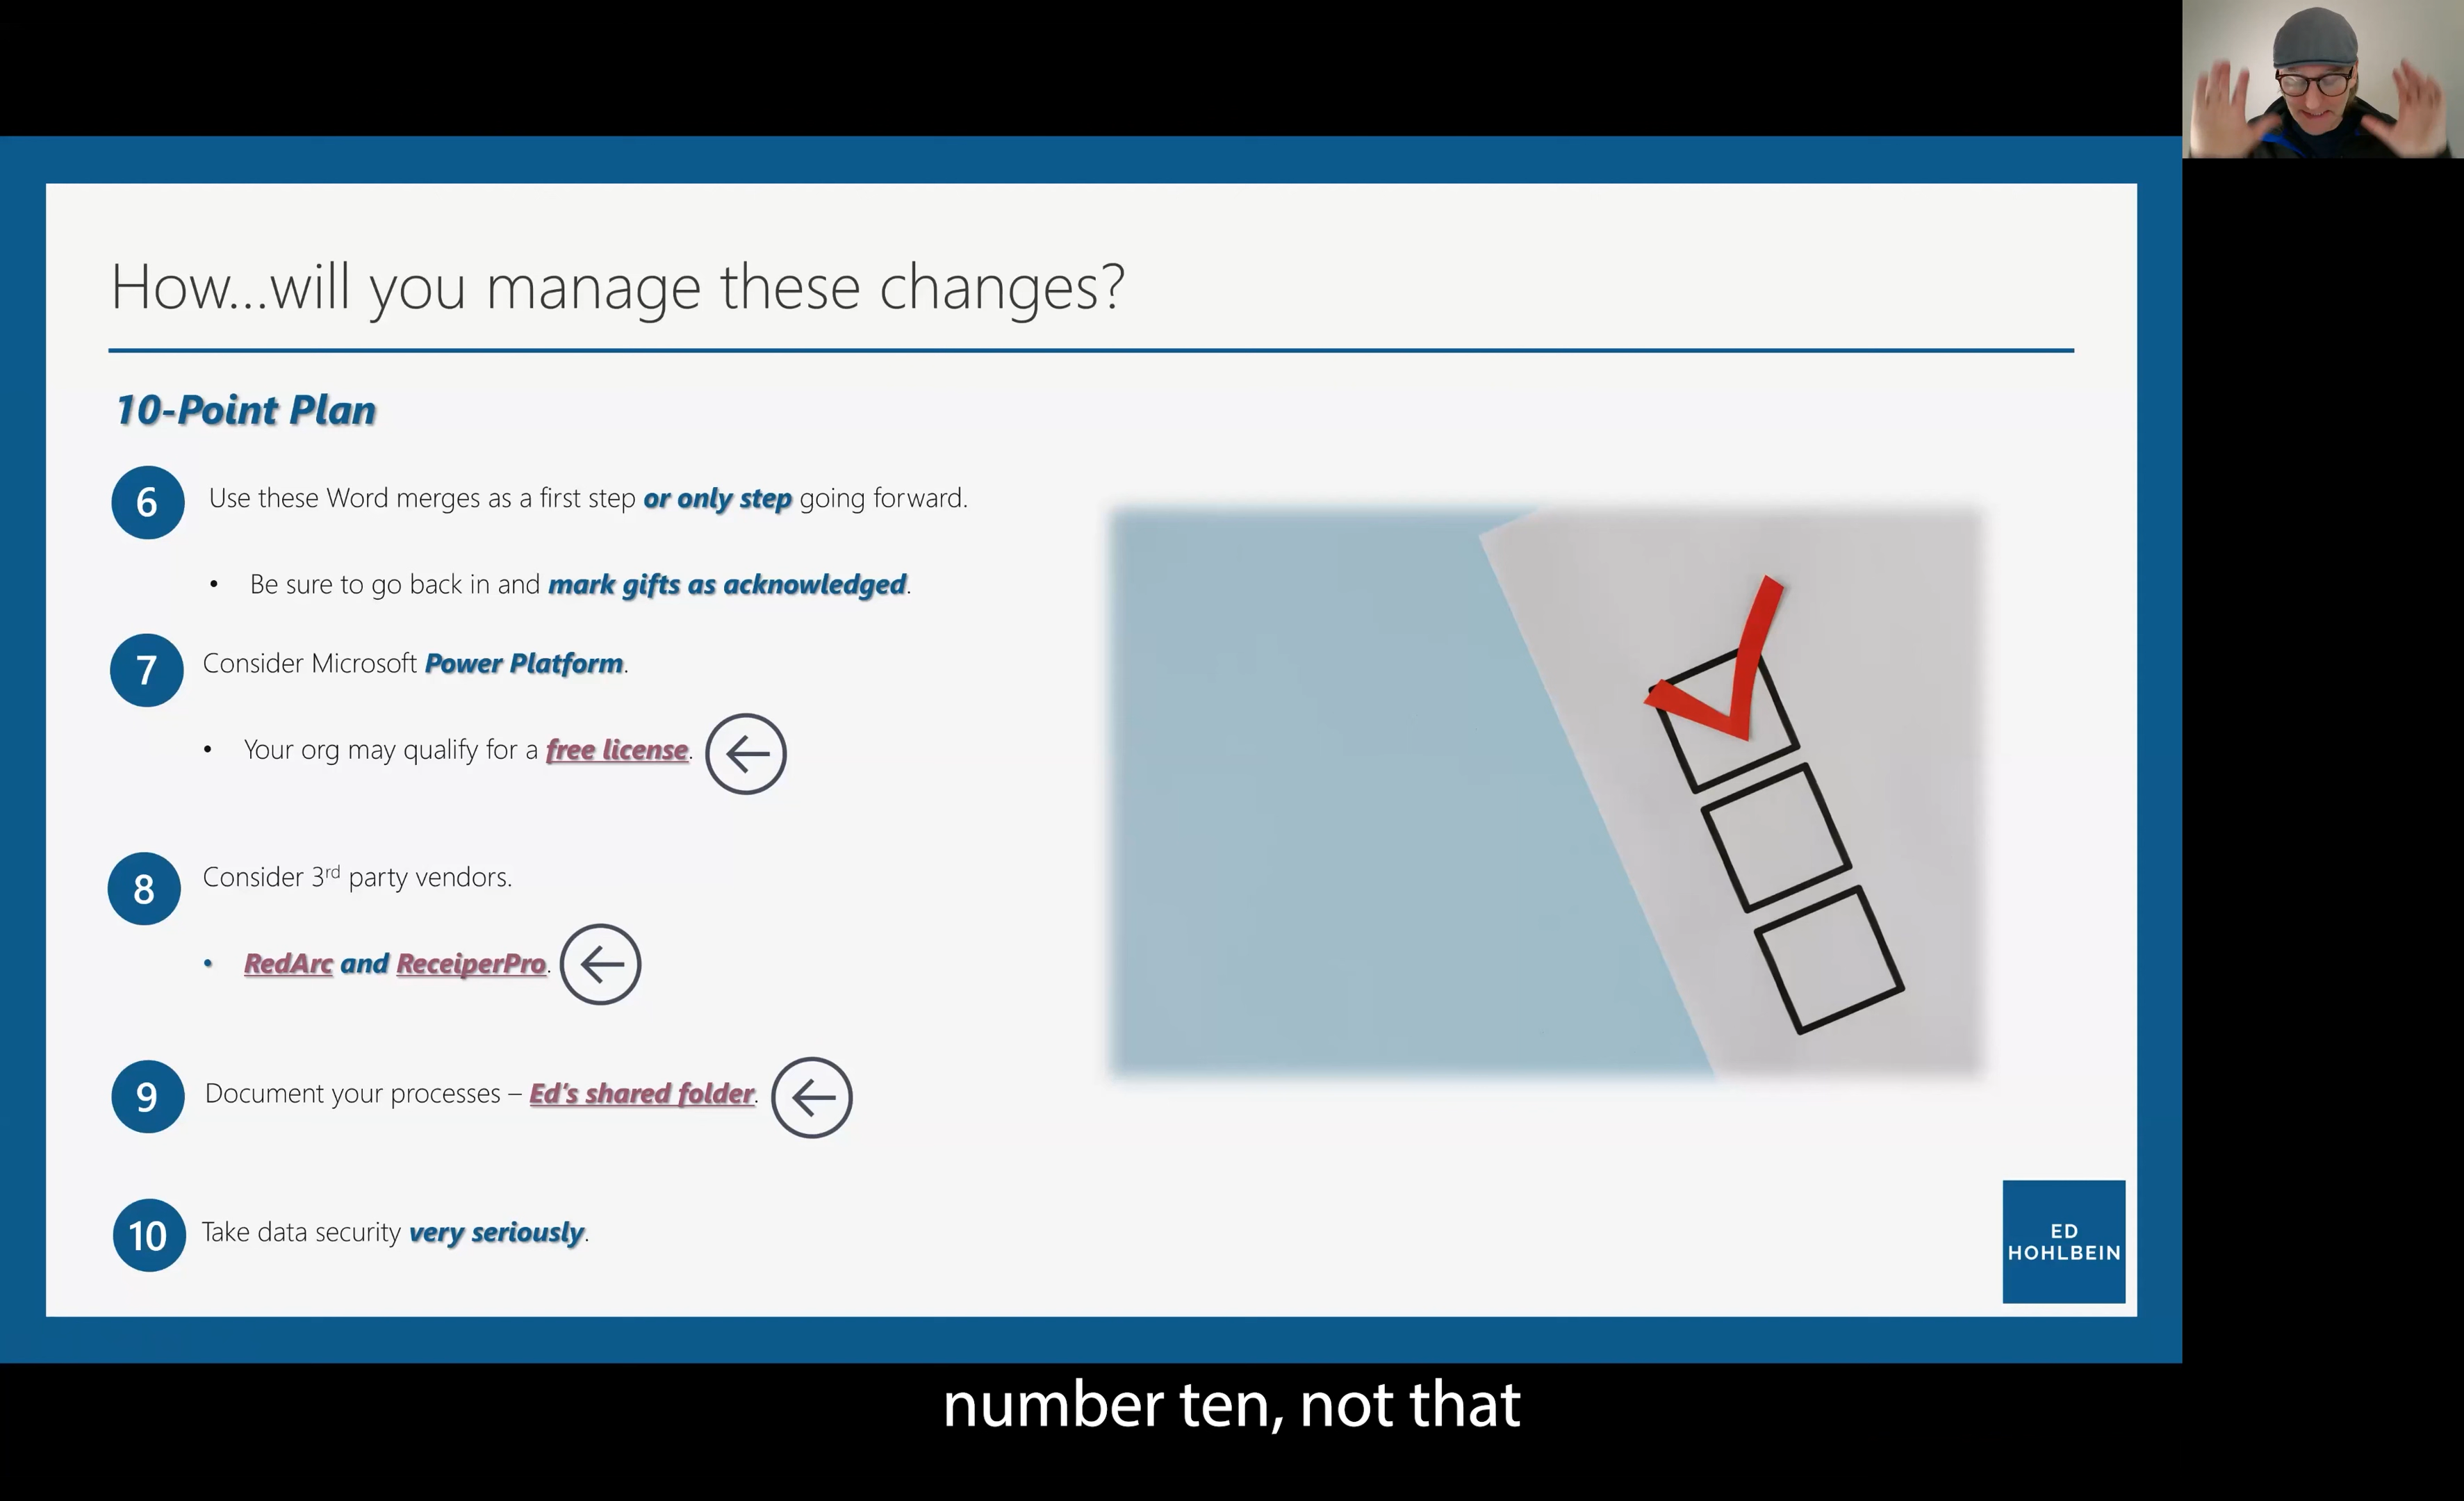 How...will you manage these changes?
10-Point Plan
6 Use these Word merges as a first step or only step going forward.
• Be sure to go back in and mark gifts as acknowledged.
7 Consider Microsoft Power Platform.
• Your org may qualify for a free license.
8 Consider 3rd party vendors.
• RedArc and ReceiperPro.
9 Document your processes – Ed's shared folder.
10 Take data security very seriously.
ED
HOHLBEIN
number ten, not that